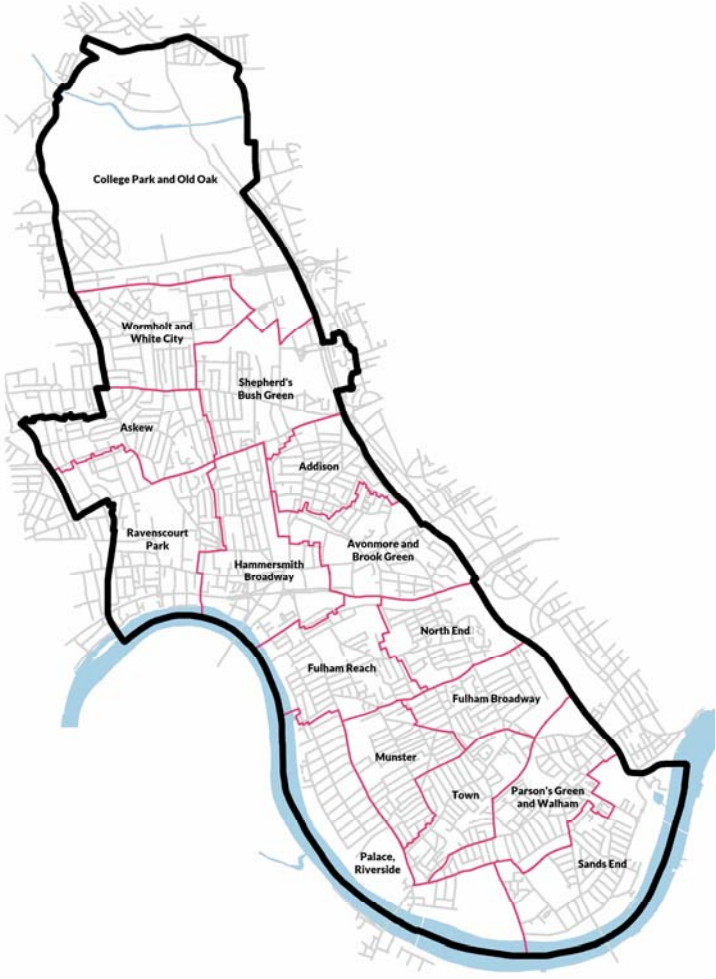 College Park and Old Oak
Wormholt and
White City
Shepherd's
Bush Green
Askew
Addison
Ravenscourt
Park
Avonmore and
Brook Green
Hammersmith
Broadway
North End
Fulham Reach
Fulham Broadway
Munster
Town
Parson's Green
and Walham
Palace,
Riverside
Sands End